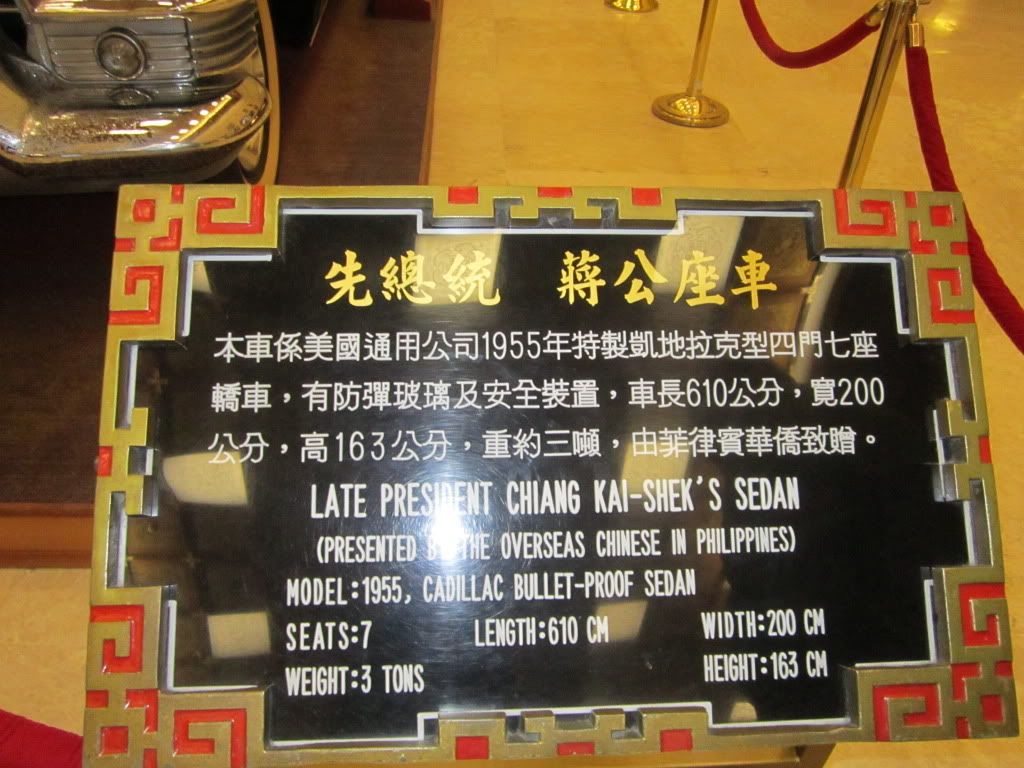 先總統 蔣公座車
本車係美國通用公司1955年特製凱地拉克型四門七座
轎車，有防彈玻璃及安全裝置，車長610公分，寬200
公分，高163公分，重約三噸，由菲律賓華僑致贈。
LATE PRESIDENT CHIANG KAI-SHEK'S SEDAN
(PRESENTED BY THE OVERSEAS CHINESE IN PHILIPPINES)
MODEL:1955, CADILLAC BULLET-PROOF SEDAN
SEATS:7 LENGTH:610 CM WIDTH:200 CM
WEIGHT:3 TONS HEIGHT:163 CM